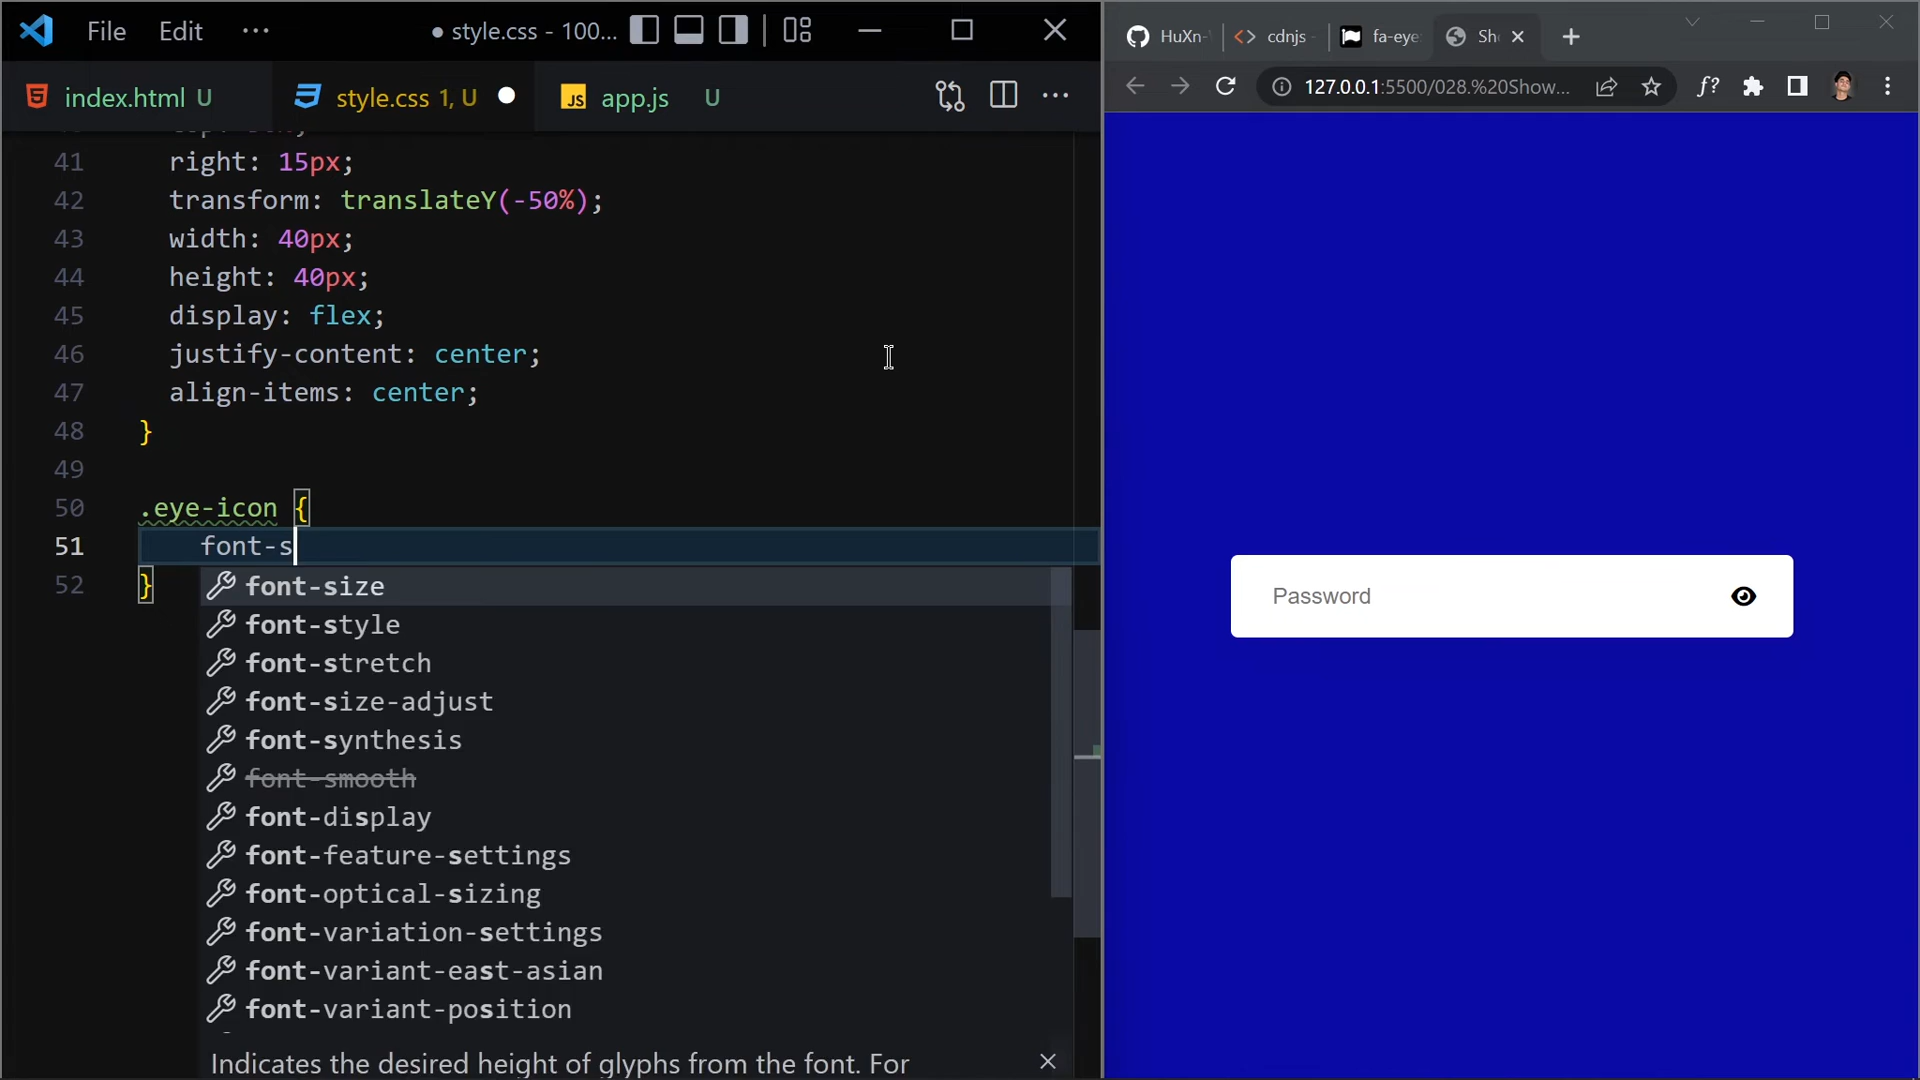 File Edit ··· ● style.css - 100...
index.html U style.css 1, U ● app.js U ···
41 right: 15px;
42 transform: translateY(-50%);
43 width: 40px;
44 height: 40px;
45 display: flex;
46 justify-content: center;
47 align-items: center;
48 }
49
50 .eye-icon {
51 font-s
52 }
font-size
font-style
font-stretch
font-size-adjust
font-synthesis
font-smooth
font-display
font-feature-settings
font-optical-sizing
font-variation-settings
font-variant-east-asian
font-variant-position
Indicates the desired height of glyphs from the font. For
HuXn- cdnjs fa-eye Sh
127.0.0.1:5500/028.%20Show... f?
Password